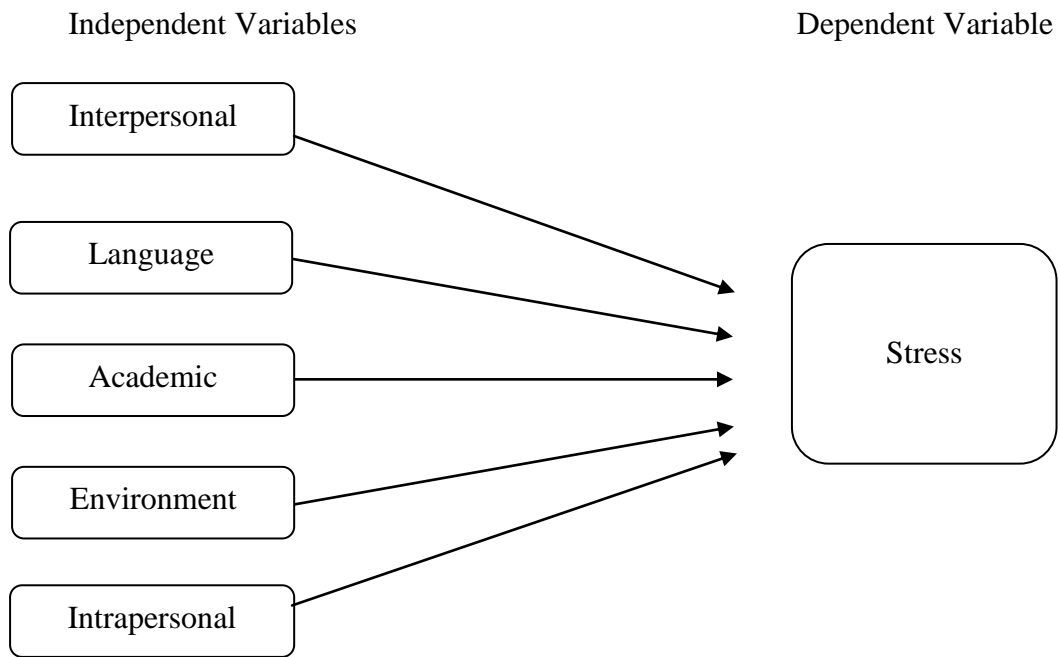 Independent Variables
Dependent Variable
Interpersonal
Language
Academic
Environment
Intrapersonal
Stress